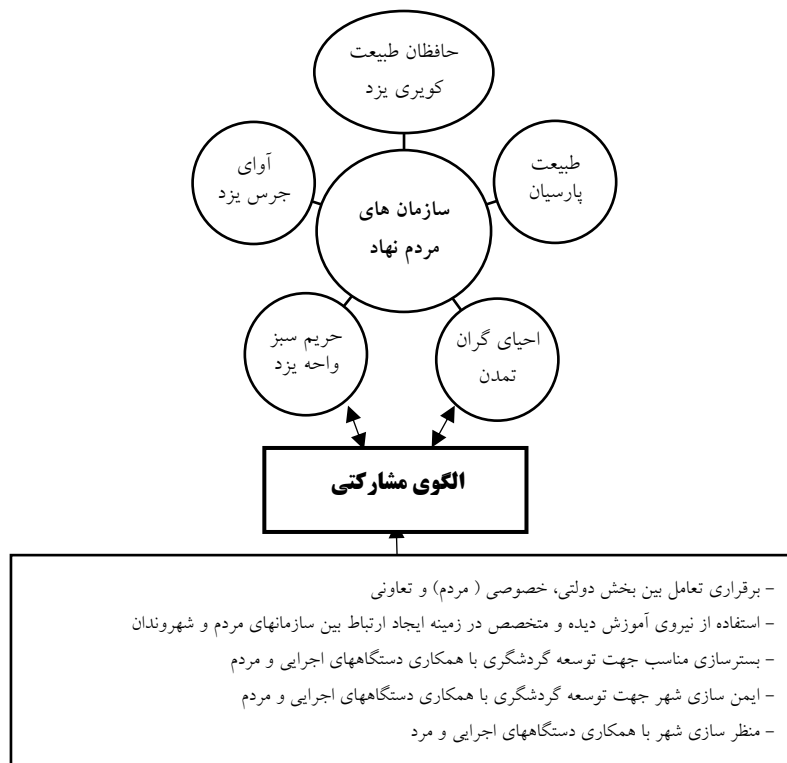 حافظان طبیعت
کویری یزد
طبیعت
پارسیان
آوای
جرس یزد
سازمان های
مردم نهاد
احیای گران
تمدن
حریم سبز
واحه یزد
الگوی مشارکتی
- برقراری تعامل بین بخش دولتی، خصوصی ( مردم) و تعاونی
- استفاده از نیروی آموزش دیده و متخصص در زمینه ایجاد ارتباط بین سازمانهای مردم و شهروندان
- بسترسازی مناسب جهت توسعه گردشگری با همکاری دستگاههای اجرایی و مردم
- ایمن سازی شهر جهت توسعه گردشگری با همکاری دستگاههای اجرایی و مردم
- منظر سازی شهر با همکاری دستگاههای اجرایی و مرد